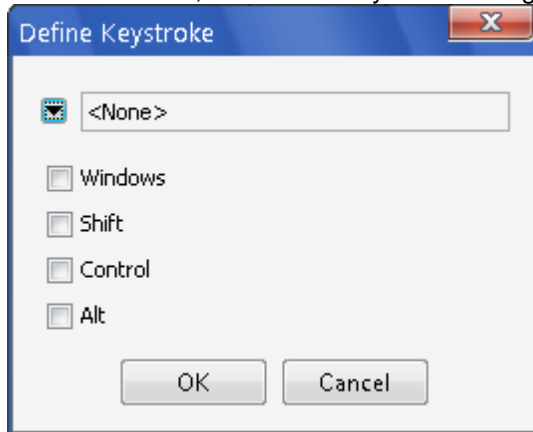 Define Keystroke
X
<None>
Windows
Shift
Control
Alt
OK
Cancel